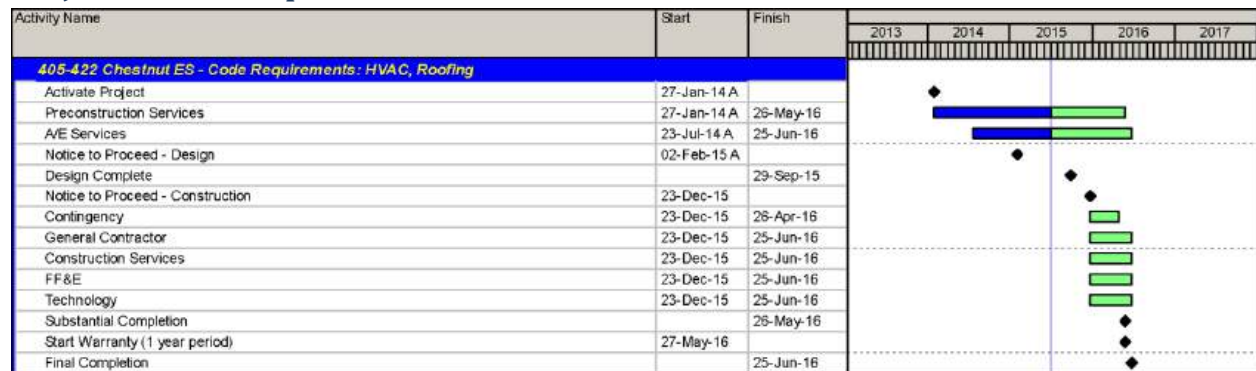 Activity Name Start Finish
2013 2014 2015 2016 2017
405-422 Chestnut ES - Code Requirements: HVAC, Roofing
Activate Project 27-Jan-14 A
Preconstruction Services 27-Jan-14 A 26-May-16
A/E Services 23-Jul-14 A 25-Jun-16
Notice to Proceed - Design 02-Feb-15 A
Design Complete 29-Sep-15
Notice to Proceed - Construction 23-Dec-15
Contingency 23-Dec-15 26-Apr-16
General Contractor 23-Dec-15 25-Jun-16
Construction Services 23-Dec-15 25-Jun-16
FF&E 23-Dec-15 25-Jun-16
Technology 23-Dec-15 25-Jun-16
Substantial Completion 26-May-16
Start Warranty (1 year period) 27-May-16
Final Completion 25-Jun-16